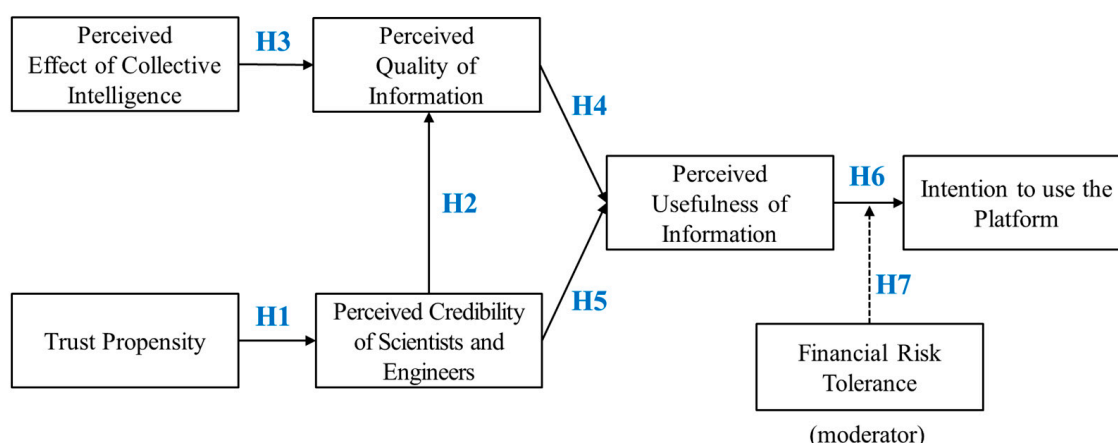 Perceived
Effect of Collective
Intelligence
H3
Perceived
Quality of
Information
H4
H2
Perceived
Usefulness of
Information
H6
Intention to use the
Platform
Trust Propensity
H1
Perceived Credibility
of Scientists and
Engineers
H5
H7
Financial Risk
Tolerance
(moderator)